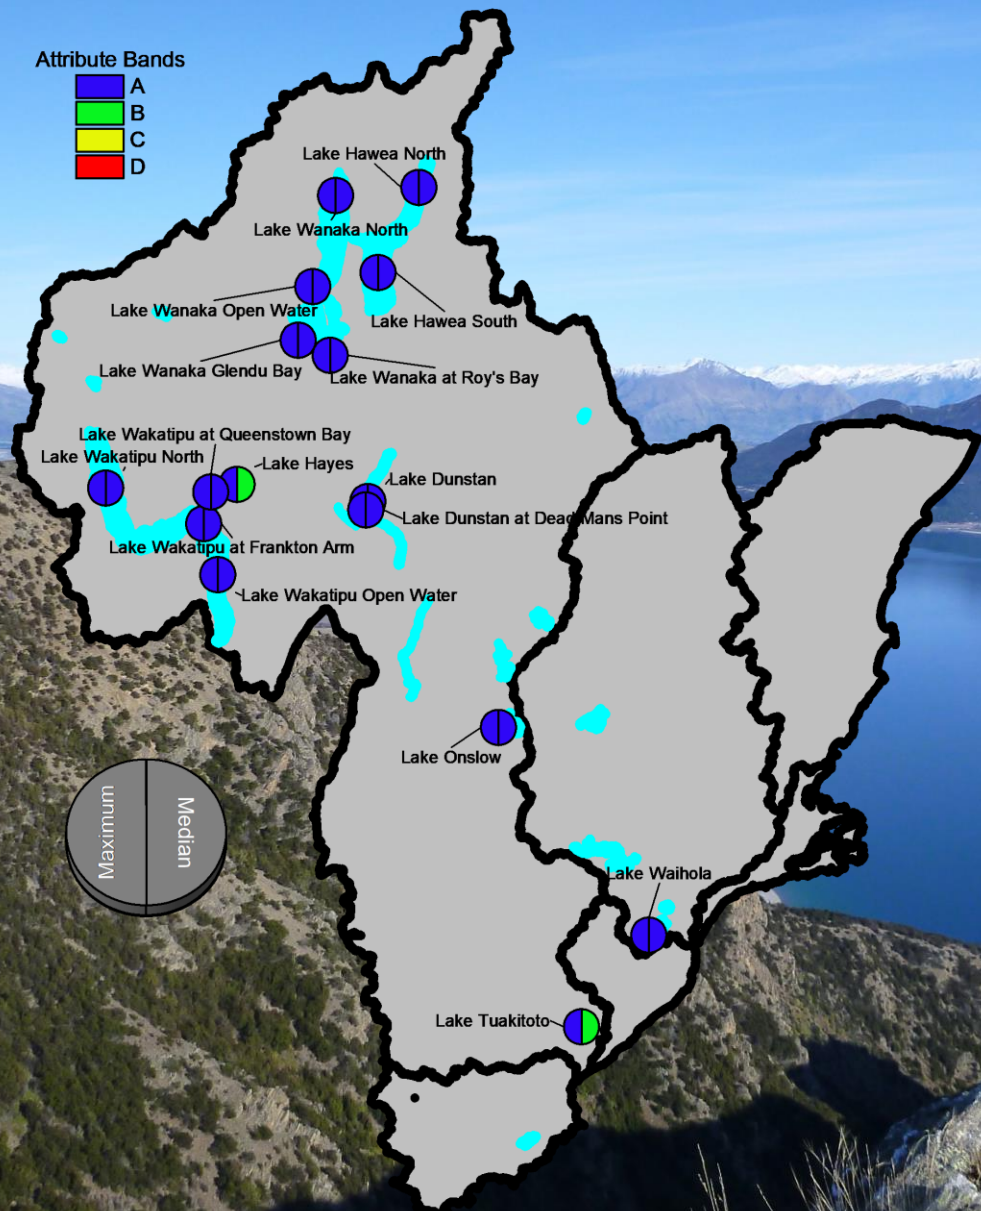 Attribute Bands
A
B
C
D
Lake Hawea North
Lake Wanaka North
Lake Wanaka Open Water
Lake Hawea South
Lake Wanaka Glendu Bay
Lake Wanaka at Roy's Bay
Lake Wakatipu at Queenstown Bay
Lake Wakatipu North
Lake Hayes
Lake Dunstan
Lake Dunstan at Dead Mans Point
Lake Wakatipu at Frankton Arm
Lake Wakatipu Open Water
Lake Onslow
Maximum
Median
Lake Waihola
Lake Tuakitoto